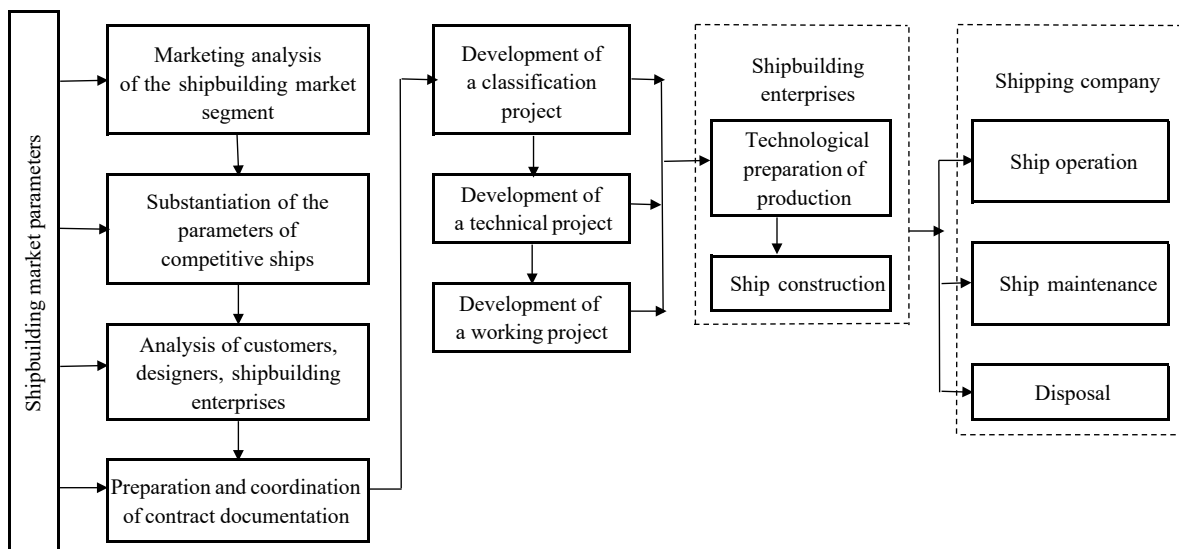 Shipbuilding market parameters
Marketing analysis
of the shipbuilding market
segment
Substantiation of the
parameters of
competitive ships
Analysis of customers,
designers, shipbuilding
enterprises
Preparation and coordination
of contract documentation
Development of
a classification
project
Development of
a technical project
Development of
a working project
Shipbuilding
enterprises
Technological
preparation of
production
Ship construction
Shipping company
Ship operation
Ship maintenance
Disposal